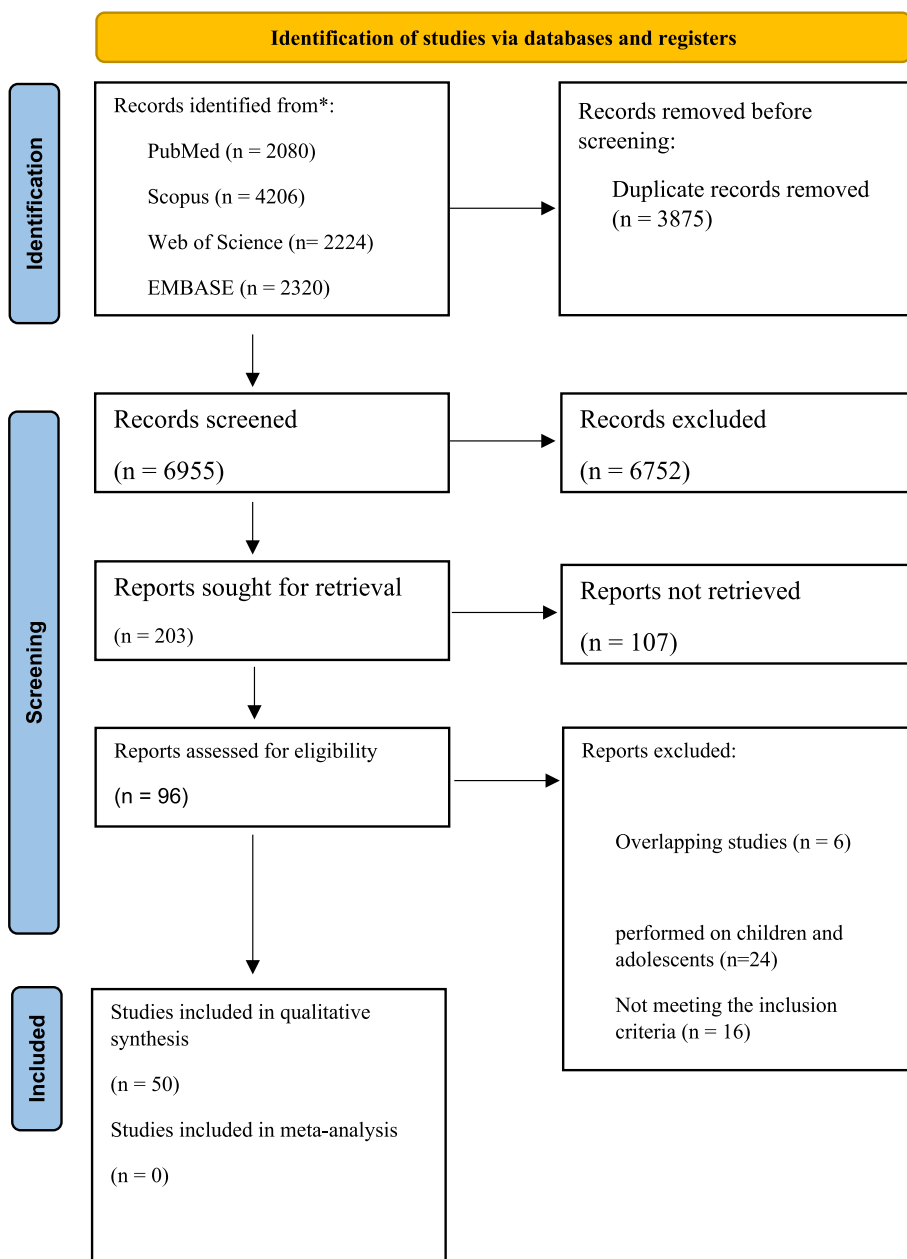 Identification of studies via databases and registers
Identification
Records identified from*:
PubMed (n = 2080)
Scopus (n = 4206)
Web of Science (n= 2224)
EMBASE (n = 2320)
Records removed before
screening:
Duplicate records removed
(n = 3875)
Screening
Records screened
(n = 6955)
Records excluded
(n = 6752)
Reports sought for retrieval
(n = 203)
Reports not retrieved
(n = 107)
Reports assessed for eligibility
(n = 96)
Reports excluded:
Overlapping studies (n = 6)
performed on children and
adolescents (n=24)
Not meeting the inclusion
criteria (n = 16)
Included
Studies included in qualitative
synthesis
(n = 50)
Studies included in meta-analysis
(n = 0)